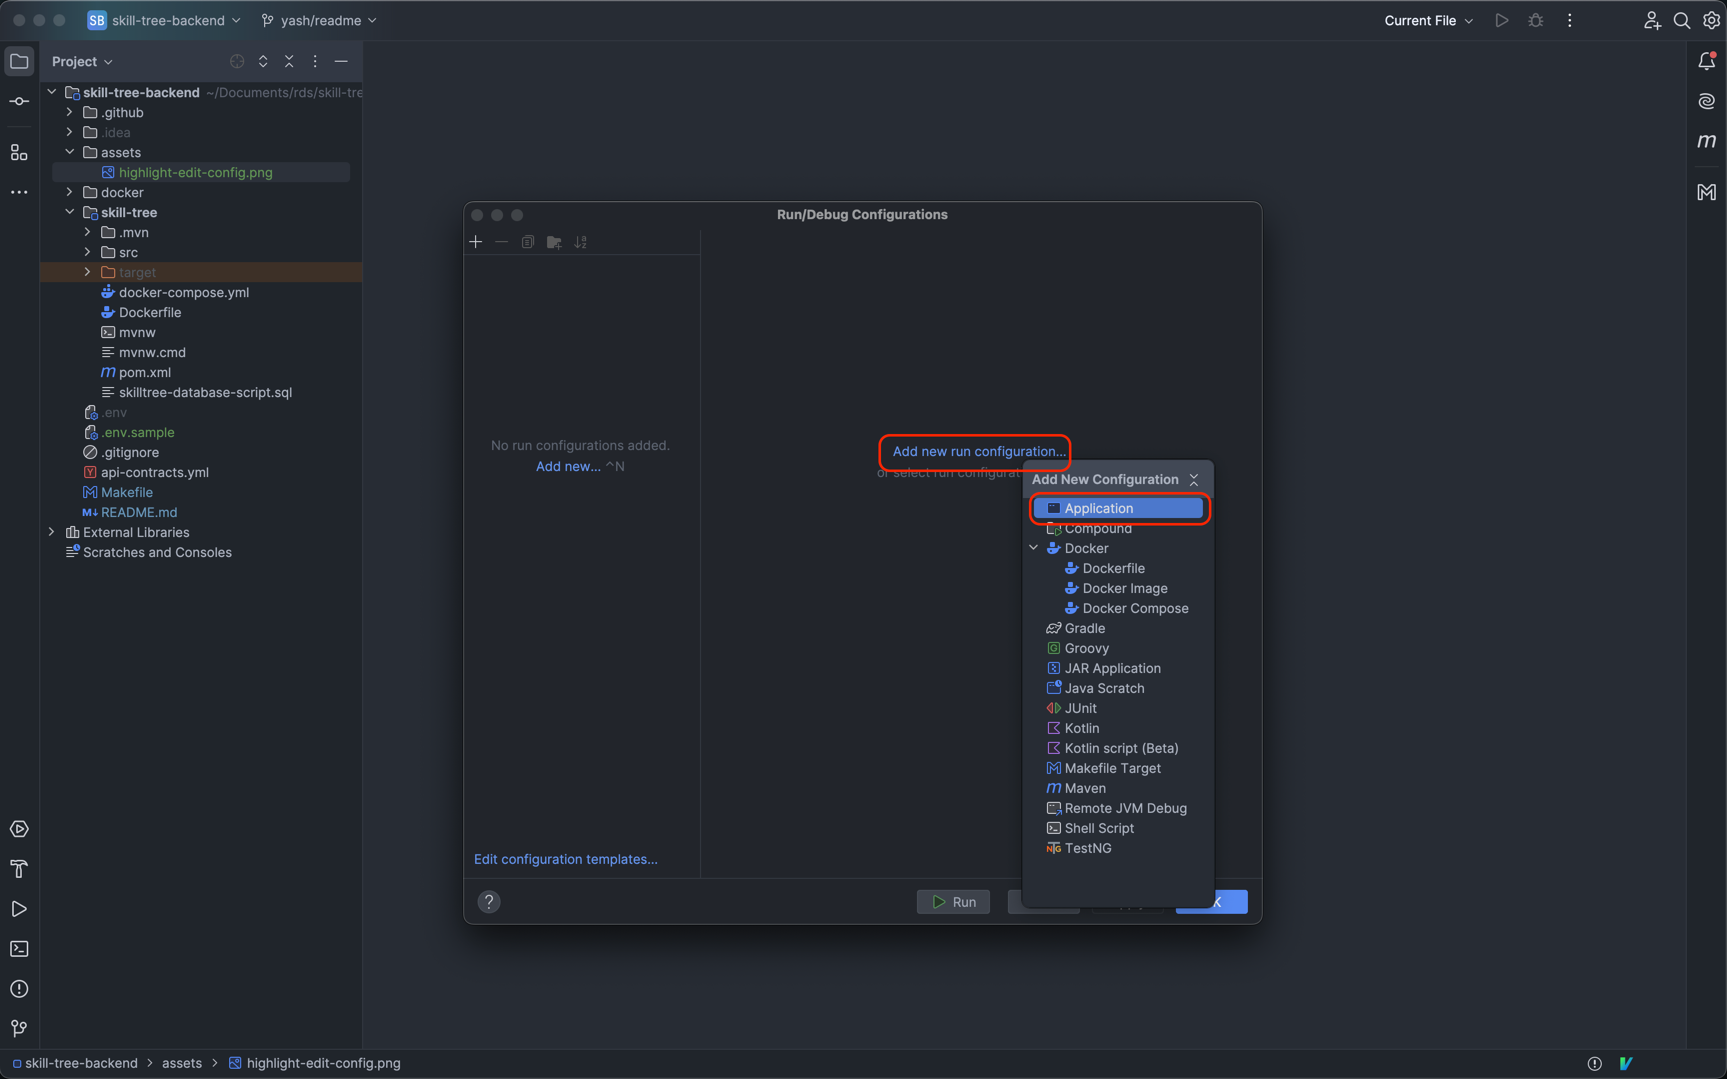 SB skill-tree-backend
yash/readme
Current File
Project
skill-tree-backend ~/Documents/rds/skill-tre
.github
.idea
assets
highlight-edit-config.png
docker
skill-tree
.mvn
src
target
docker-compose.yml
Dockerfile
mvnw
mvnw.cmd
pom.xml
skilltree-database-script.sql
.env
.env.sample
.gitignore
api-contracts.yml
Makefile
README.md
External Libraries
Scratches and Consoles
Run/Debug Configurations
No run configurations added.
Add new... ^N
Edit configuration templates...
Add new run configuration...
or select run configurat
Add New Configuration
Application
Compound
Docker
Dockerfile
Docker Image
Docker Compose
Gradle
Groovy
JAR Application
Java Scratch
JUnit
Kotlin
Kotlin script (Beta)
Makefile Target
Maven
Remote JVM Debug
Shell Script
TestNG
?
Run
K
skill-tree-backend > assets > highlight-edit-config.png